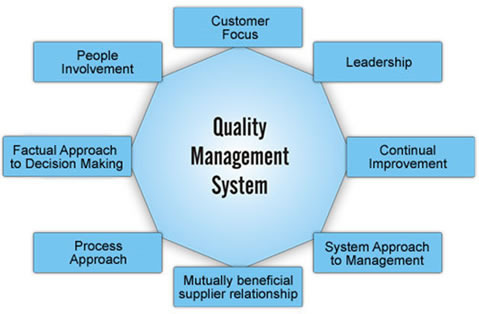 Customer
Focus
People
Involvement
Leadership
Quality
Management
System
Factual Approach
to Decision Making
Continual
Improvement
Process
Approach
System Approach
to Management
Mutually beneficial
supplier relationship